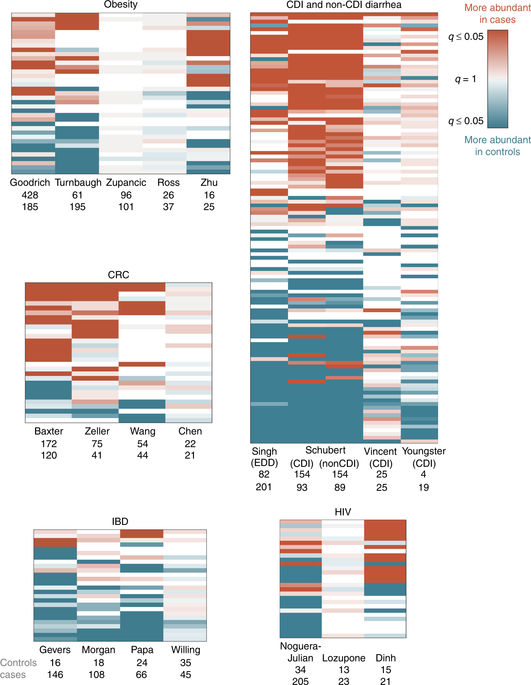 Obesity
Goodrich Turnbaugh Zupancic Ross Zhu
428 61 96 26 16
185 195 101 37 25
CDI and non-CDI diarrhea
Singh Schubert Vincent Youngster
(EDD) (CDI) (nonCDI) (CDI) (CDI)
82 154 154 25 4
201 93 89 25 19
More abundant
in cases
q ≤ 0.05
q = 1
q ≤ 0.05
More abundant
in controls
CRC
Baxter Zeller Wang Chen
172 75 54 22
120 41 44 21
IBD
Gevers Morgan Papa Willing
Controls 16 18 24 35
cases 146 108 66 45
HIV
Noguera-
Julian Lozupone Dinh
34 13 15
205 23 21